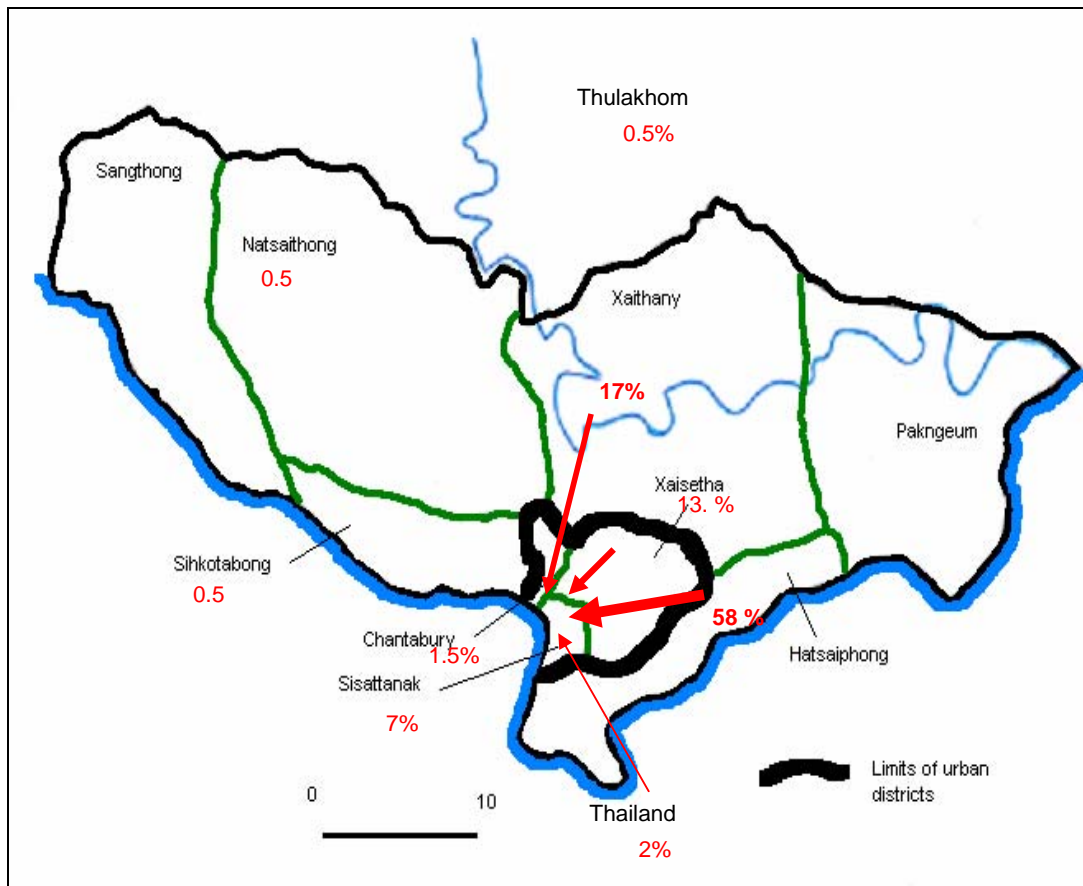 Thulakhom
0.5%
Sangthong
Natsaithong
0.5
Xaithany
17%
Pakngeum
Xaisetha
13. %
Sihkotabong
0.5
58 %
Chantabury
1.5%
Hatsaiphong
Sisattanak
7%
Limits of urban
districts
0
10
Thailand
2%